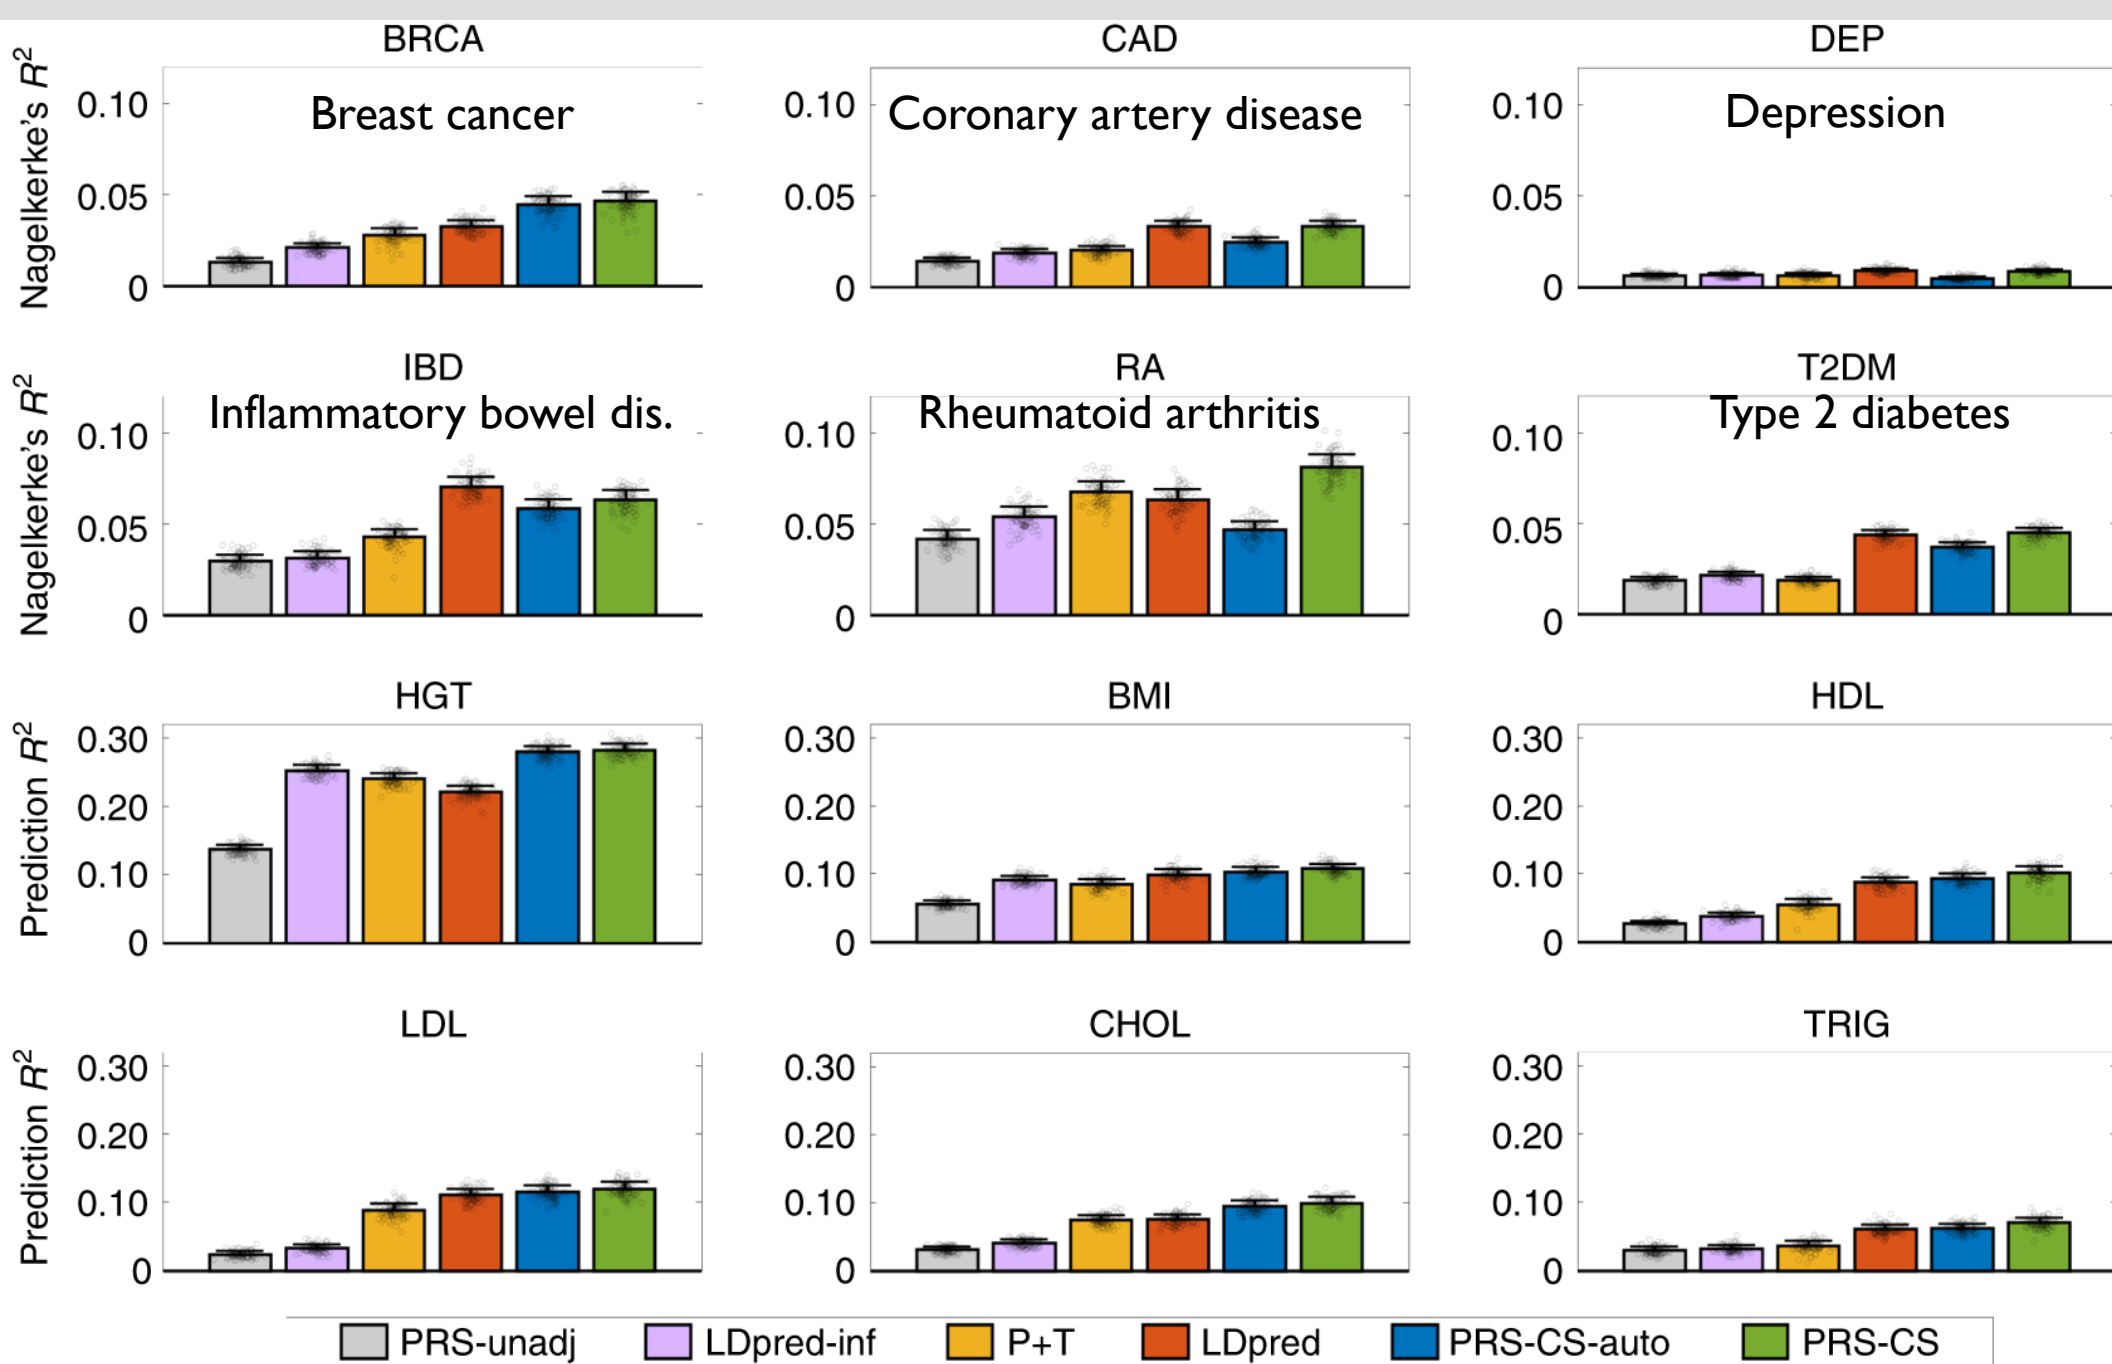 BRCA
CAD
DEP
Nagelkerke's R²
0.10
0.05
0
Breast cancer
0.10
0.05
0
Coronary artery disease
0.10
0.05
0
Depression
IBD
RA
T2DM
Nagelkerke's R²
0.10
0.05
0
Inflammatory bowel dis.
0.10
0.05
0
Rheumatoid arthritis
0.10
0.05
0
Type 2 diabetes
HGT
BMI
HDL
Prediction R²
0.30
0.20
0.10
0
0.30
0.20
0.10
0
0.30
0.20
0.10
0
LDL
CHOL
TRIG
Prediction R²
0.30
0.20
0.10
0
0.30
0.20
0.10
0
0.30
0.20
0.10
0
PRS-unadj LDpred-inf P+T LDpred PRS-CS-auto PRS-CS